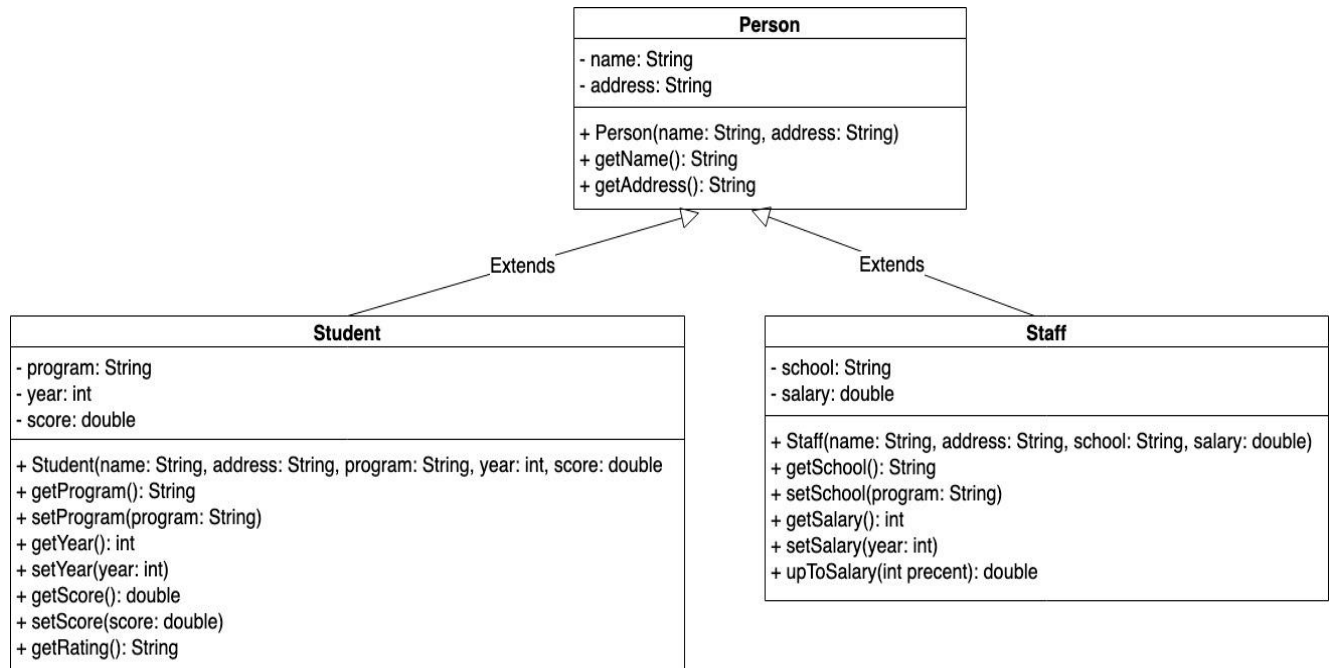 Person
- name: String
- address: String
+ Person(name: String, address: String)
+ getName(): String
+ getAddress(): String
Extends
Extends
Student
- program: String
- year: int
- score: double
+ Student(name: String, address: String, program: String, year: int, score: double
+ getProgram(): String
+ setProgram(program: String)
+ getYear(): int
+ setYear(year: int)
+ getScore(): double
+ setScore(score: double)
+ getRating(): String
Staff
- school: String
- salary: double
+ Staff(name: String, address: String, school: String, salary: double)
+ getSchool(): String
+ setSchool(program: String)
+ getSalary(): int
+ setSalary(year: int)
+ upToSalary(int precent): double